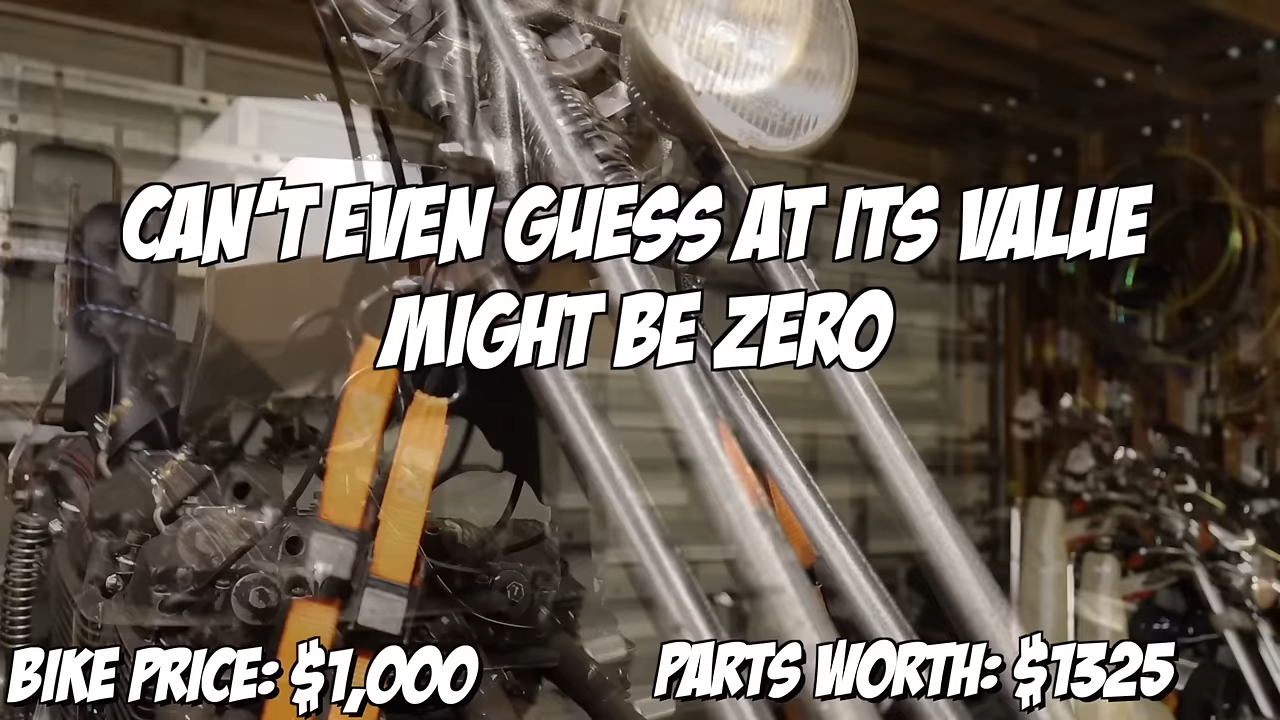 CAN'T EVEN GUESS AT ITS VALUE
MIGHT BE ZERO
BIKE PRICE: $1,000
PARTS WORTH: $1325